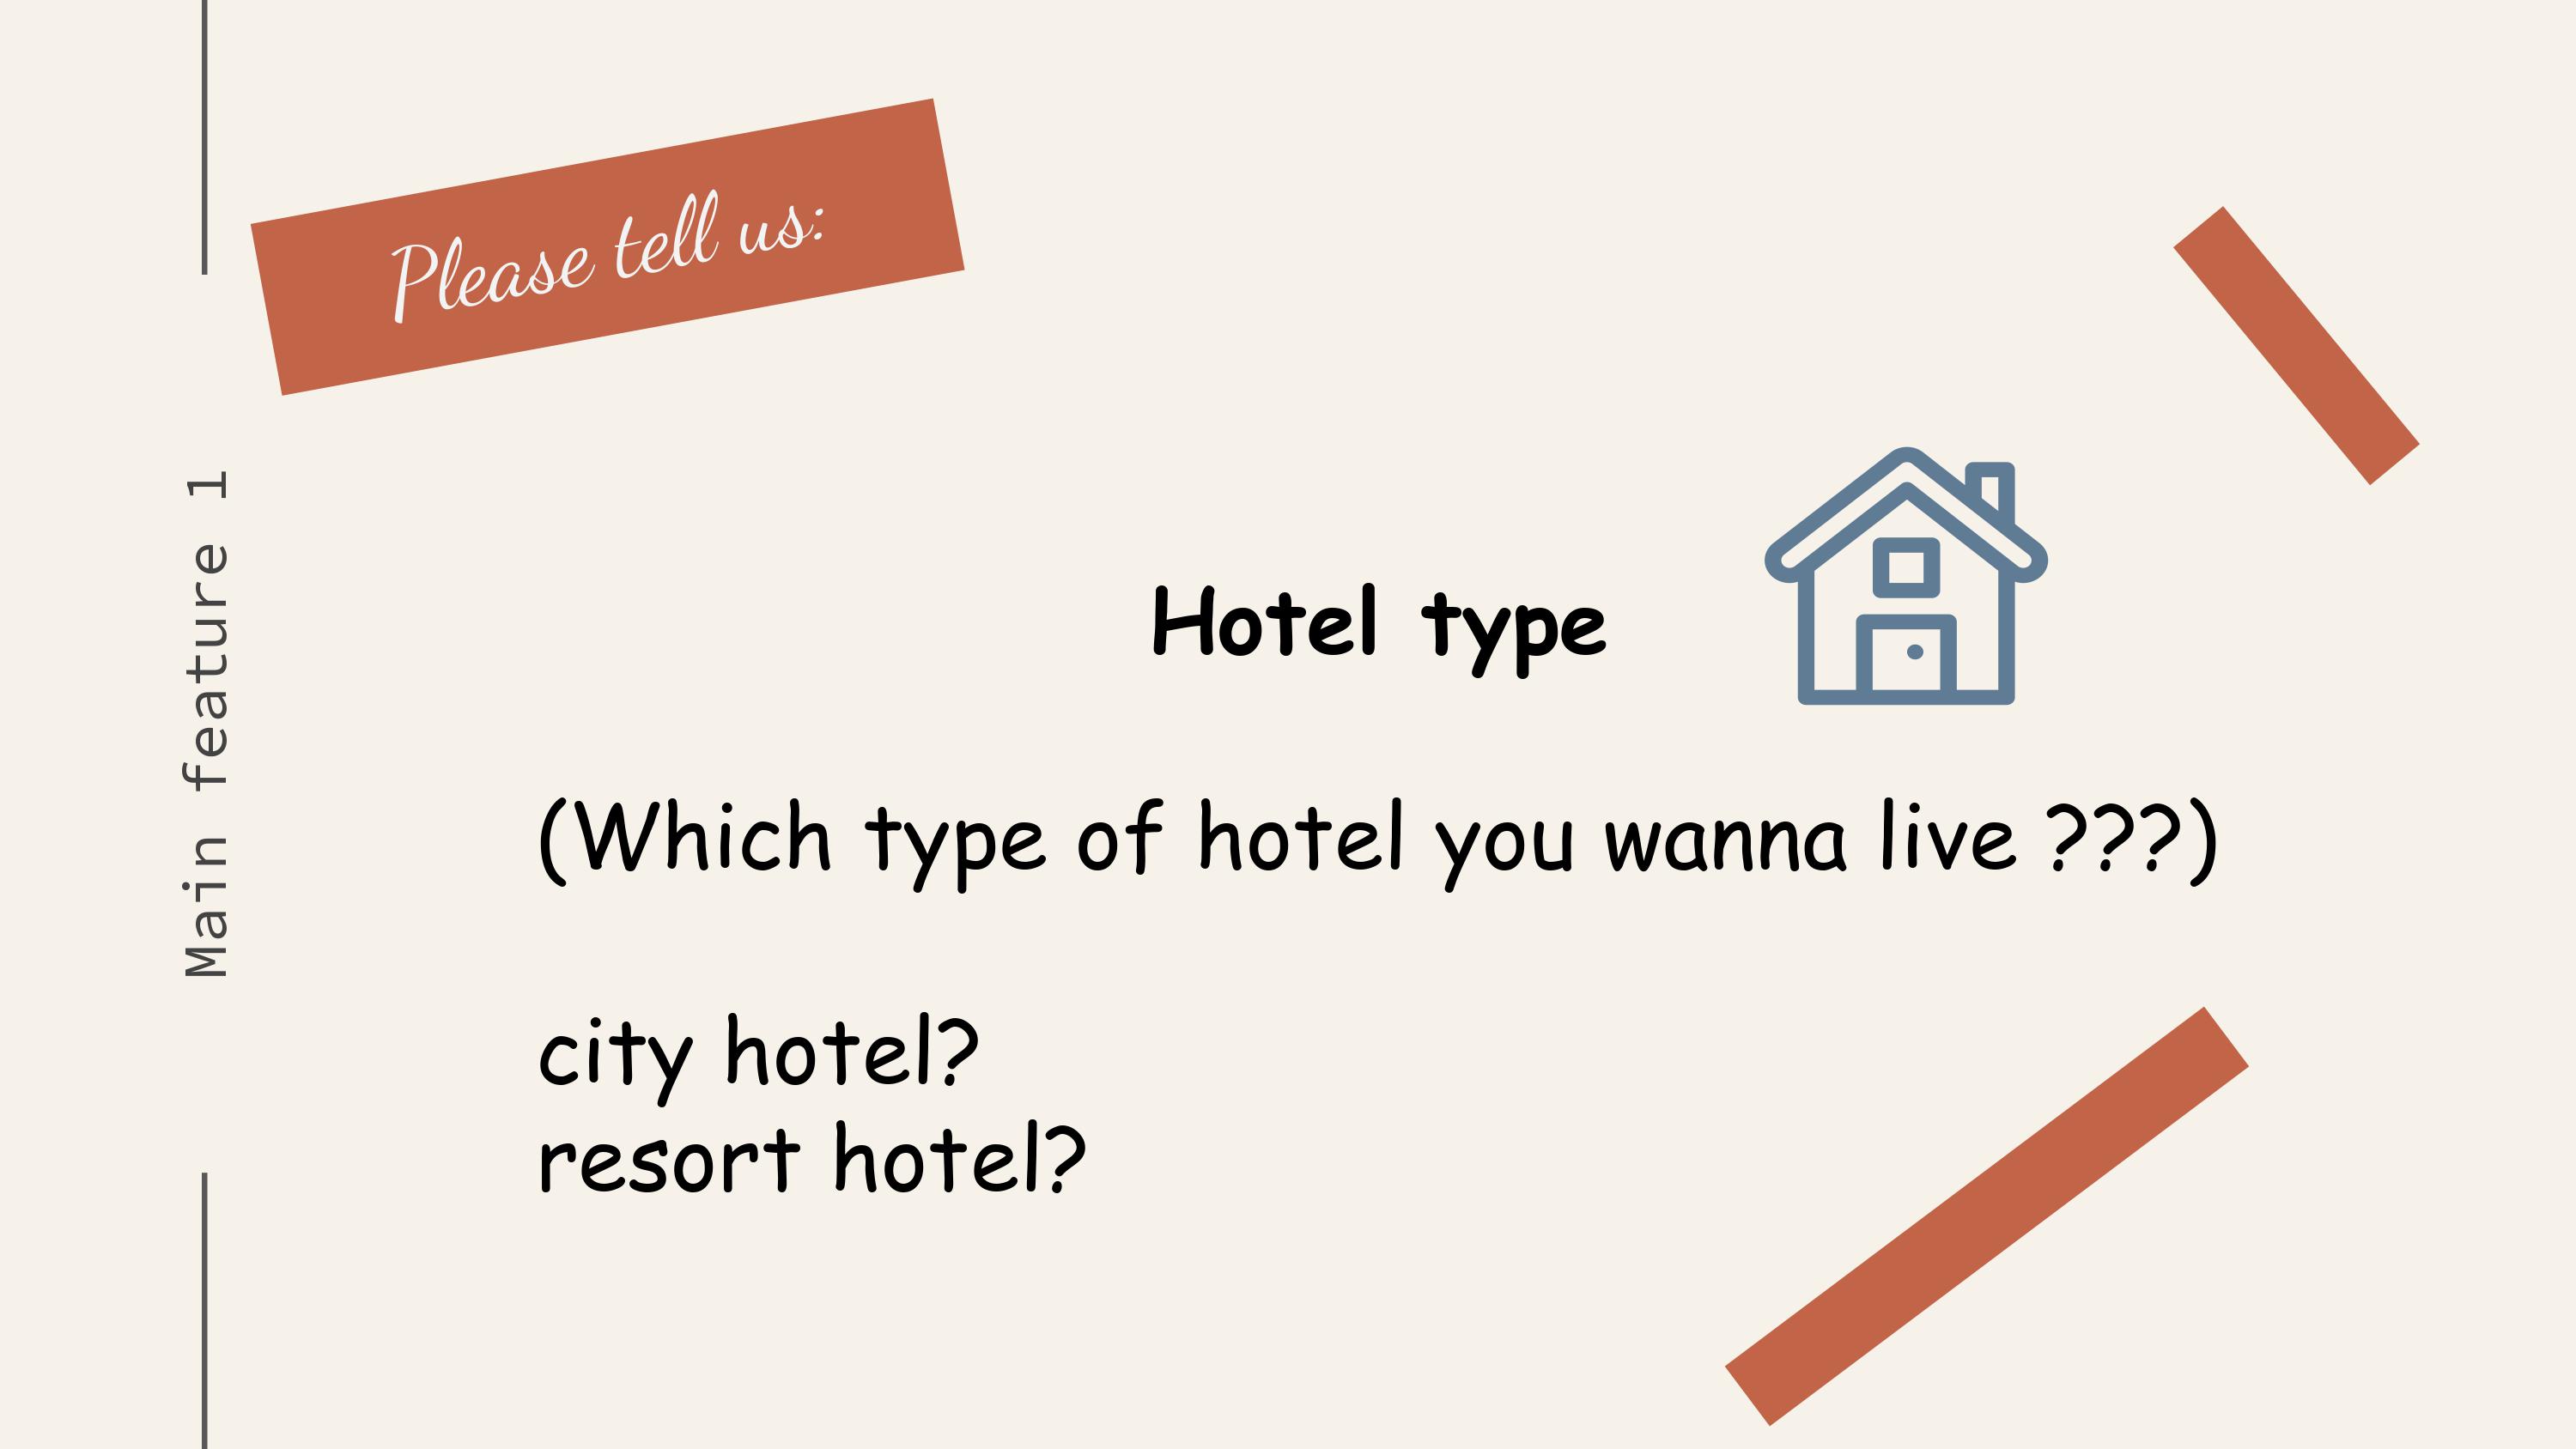 Please tell us:
Main feature 1
Hotel type
(Which type of hotel you wanna live ???)
city hotel?
resort hotel?